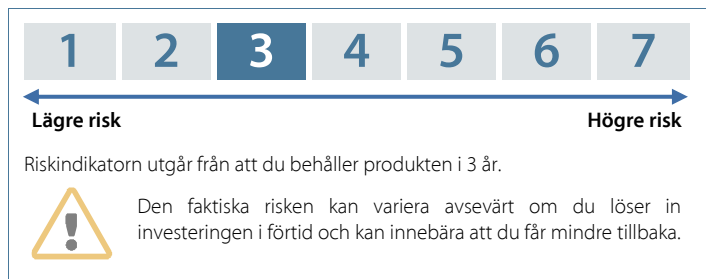 1 2 3 4 5 6 7
Lägre risk Högre risk
Riskindikatorn utgår från att du behåller produkten i 3 år.
Den faktiska risken kan variera avsevärt om du löser in
investeringen i förtid och kan innebära att du får mindre tillbaka.